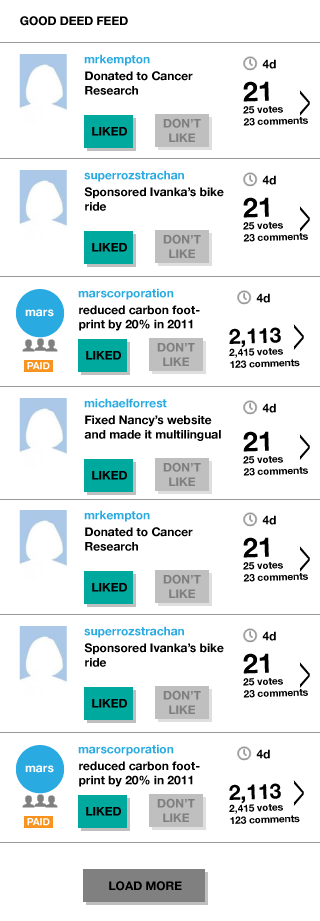 GOOD DEED FEED
mrkempton
4d
Donated to Cancer
Research
21
25 votes
23 comments
LIKED
DON'T
LIKE
superrozstrachan
4d
Sponsored Ivanka's bike
ride
21
25 votes
23 comments
LIKED
DON'T
LIKE
mars
PAID
marscorporation
4d
reduced carbon foot-
print by 20% in 2011
2,113
2,415 votes
123 comments
LIKED
DON'T
LIKE
michaelforrest
4d
Fixed Nancy's website
and made it multilingual
21
25 votes
23 comments
LIKED
DON'T
LIKE
mrkempton
4d
Donated to Cancer
Research
21
25 votes
23 comments
LIKED
DON'T
LIKE
superrozstrachan
4d
Sponsored Ivanka's bike
ride
21
25 votes
23 comments
LIKED
DON'T
LIKE
mars
PAID
marscorporation
4d
reduced carbon foot-
print by 20% in 2011
2,113
2,415 votes
123 comments
LIKED
DON'T
LIKE
LOAD MORE